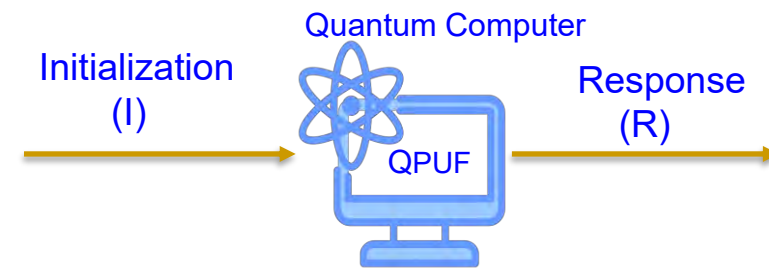 Quantum Computer
Initialization
(I)
QPUF
Response
(R)